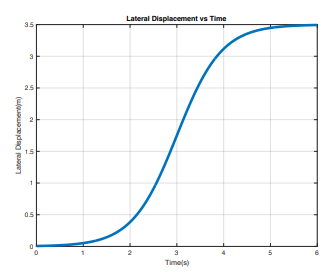 Lateral Displacement vs Time
3.5
3
2.5
2
1.5
1
0.5
0
Lateral Displacement(m)
0 1 2 3 4 5 6
Time(s)